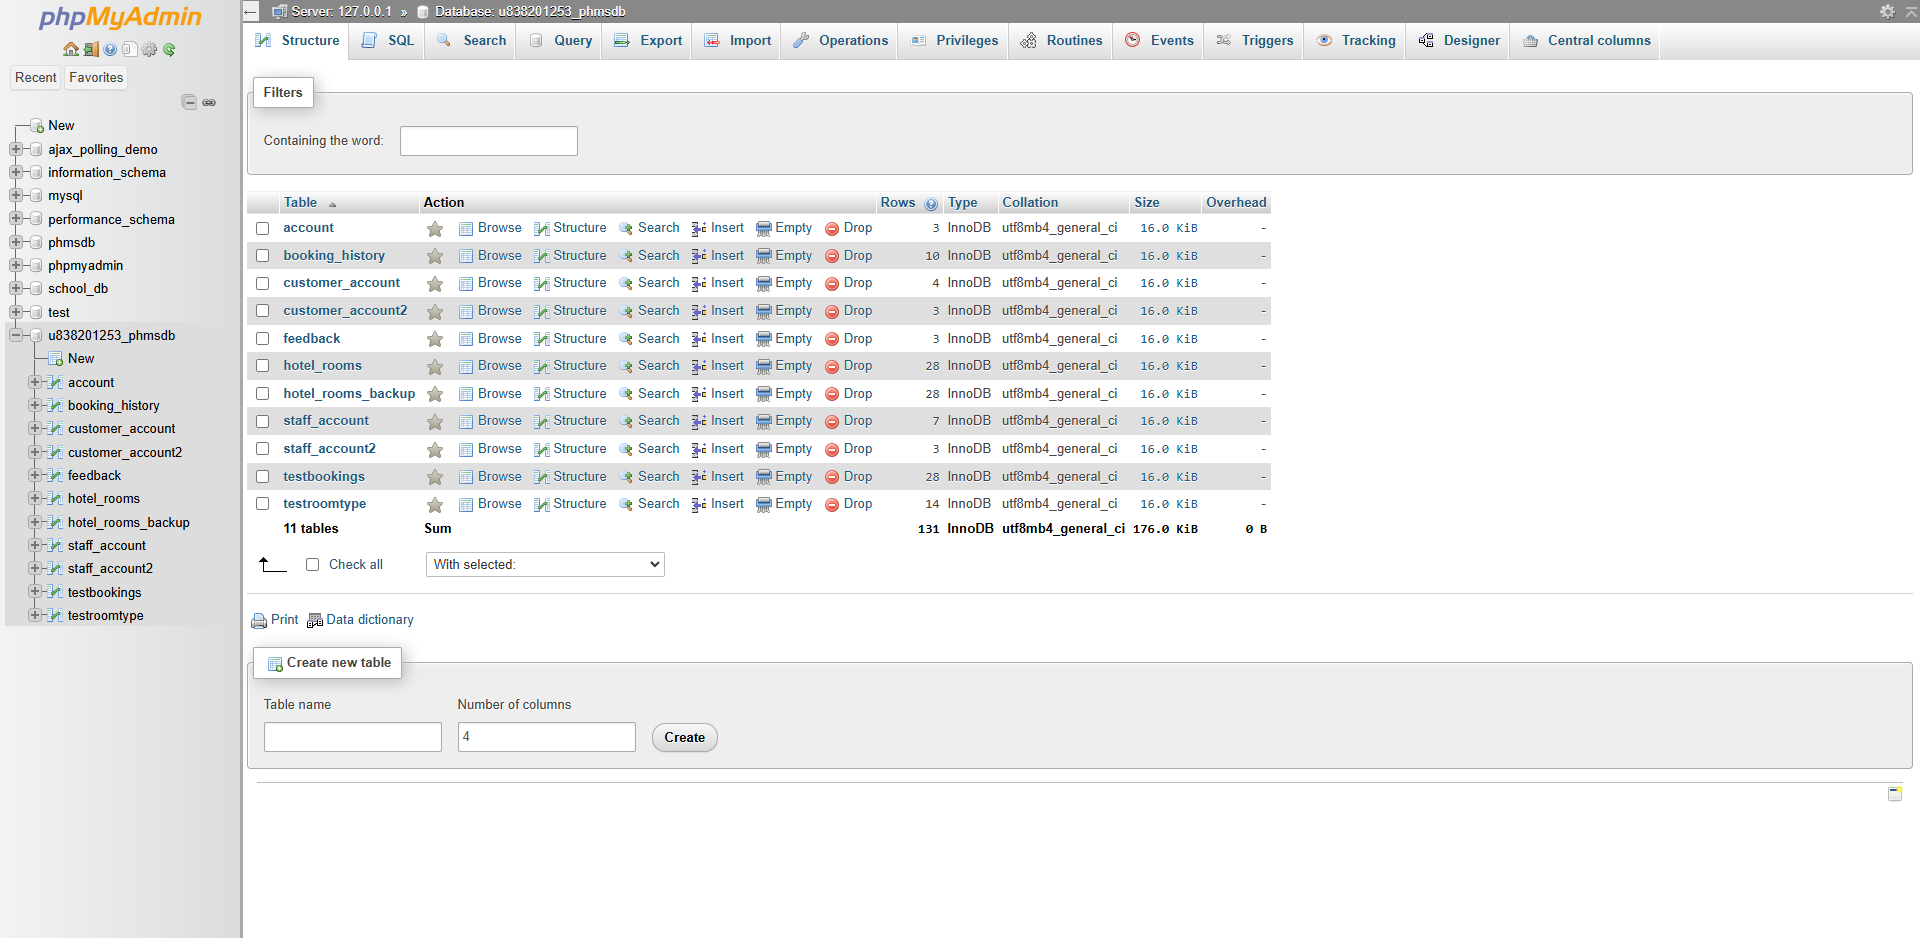 phpMyAdmin
Recent Favorites
New
ajax_polling_demo
information_schema
mysql
performance_schema
phmsdb
phpmyadmin
school_db
test
u838201253_phmsdb
New
account
booking_history
customer_account
customer_account2
feedback
hotel_rooms
hotel_rooms_backup
staff_account
staff_account2
testbookings
testroomtype
Server: 127.0.0.1 » Database: u838201253_phmsdb
Structure SQL Search Query Export Import Operations Privileges Routines Events Triggers Tracking Designer Central columns
Filters
Containing the word:
Table Action Rows Type Collation Size Overhead
account Browse Structure Search Insert Empty Drop 3 InnoDB utf8mb4_general_ci 16.0 KiB -
booking_history Browse Structure Search Insert Empty Drop 10 InnoDB utf8mb4_general_ci 16.0 KiB -
customer_account Browse Structure Search Insert Empty Drop 4 InnoDB utf8mb4_general_ci 16.0 KiB -
customer_account2 Browse Structure Search Insert Empty Drop 3 InnoDB utf8mb4_general_ci 16.0 KiB -
feedback Browse Structure Search Insert Empty Drop 3 InnoDB utf8mb4_general_ci 16.0 KiB -
hotel_rooms Browse Structure Search Insert Empty Drop 28 InnoDB utf8mb4_general_ci 16.0 KiB -
hotel_rooms_backup Browse Structure Search Insert Empty Drop 28 InnoDB utf8mb4_general_ci 16.0 KiB -
staff_account Browse Structure Search Insert Empty Drop 7 InnoDB utf8mb4_general_ci 16.0 KiB -
staff_account2 Browse Structure Search Insert Empty Drop 3 InnoDB utf8mb4_general_ci 16.0 KiB -
testbookings Browse Structure Search Insert Empty Drop 28 InnoDB utf8mb4_general_ci 16.0 KiB -
testroomtype Browse Structure Search Insert Empty Drop 14 InnoDB utf8mb4_general_ci 16.0 KiB -
11 tables Sum 131 InnoDB utf8mb4_general_ci 176.0 KiB 0 B
Check all With selected:
Print Data dictionary
Create new table
Table name Number of columns
4 Create